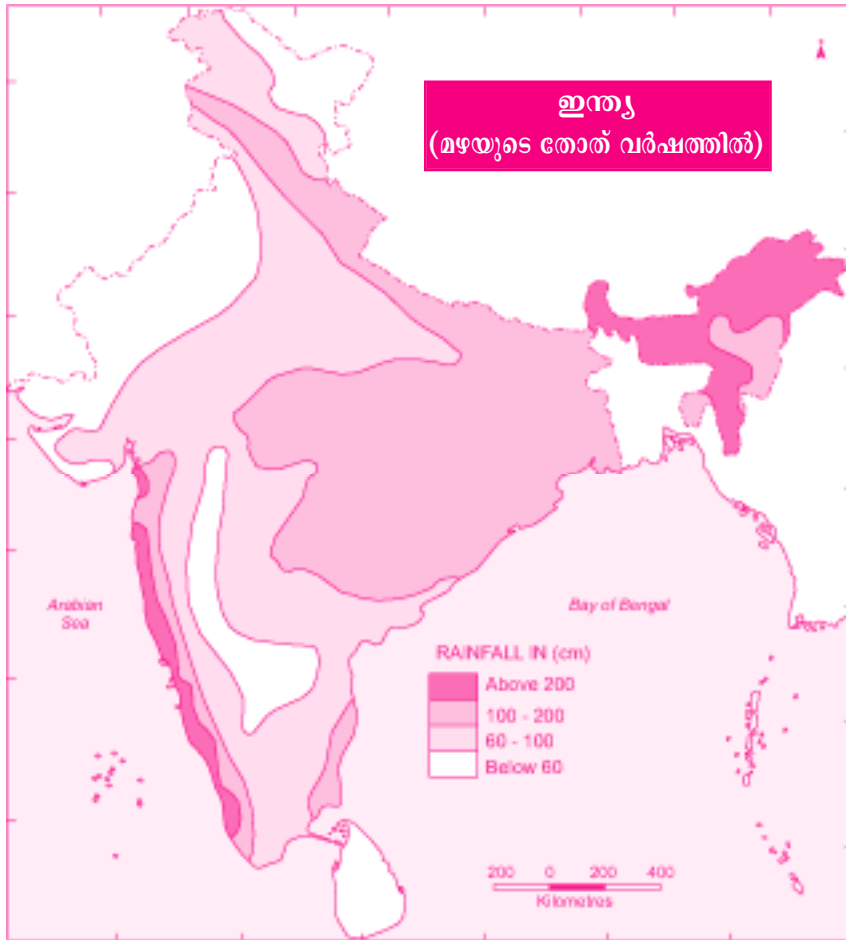 ഇന്ത്യ
(മഴയുടെ തോത് വർഷത്തിൽ)
Arabian
Sea
Bay of Bengal
RAINFALL IN (cm)
Above 200
100 - 200
60 - 100
Below 60
200 0 200 400
Kilometres